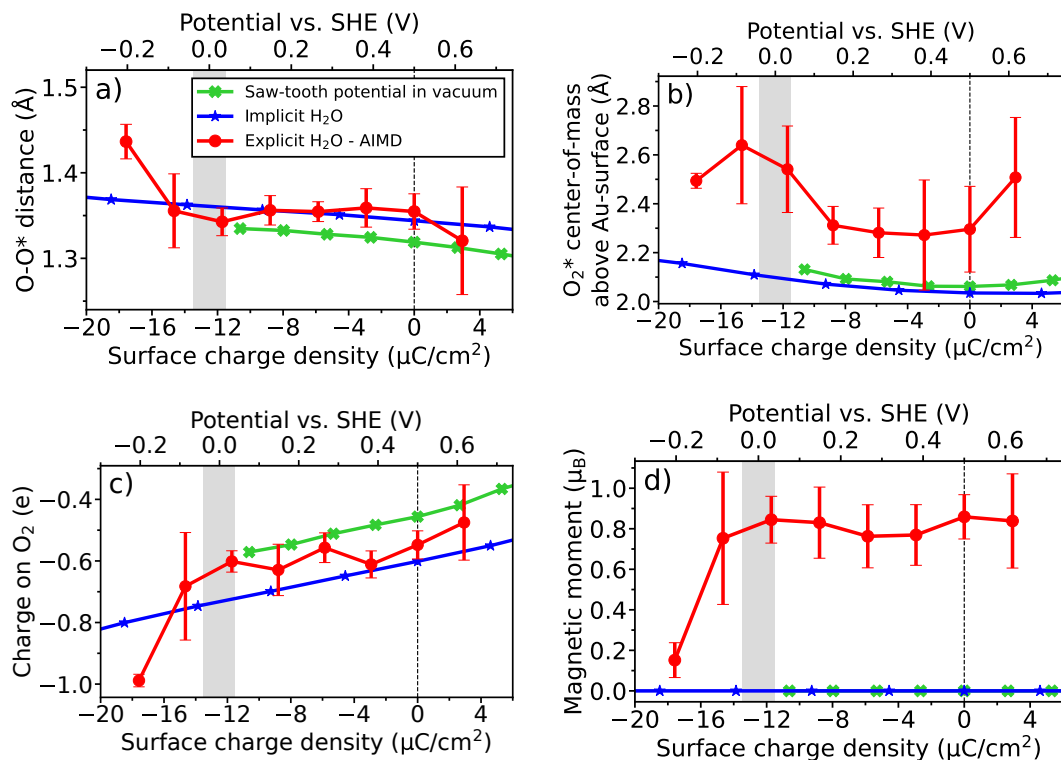 Potential vs. SHE (V)
−0.2 0.0 0.2 0.4 0.6
a)
Saw-tooth potential in vacuum
Implicit H₂O
Explicit H₂O - AIMD
O-O* distance (Å)
1.5
1.4
1.3
−20 −16 −12 −8 −4 0 4
Surface charge density (μC/cm²)
Potential vs. SHE (V)
−0.2 0.0 0.2 0.4 0.6
b)
O₂* center-of-mass
above Au-surface (Å)
2.8
2.6
2.4
2.2
2.0
−20 −16 −12 −8 −4 0 4
Surface charge density (μC/cm²)
Potential vs. SHE (V)
−0.2 0.0 0.2 0.4 0.6
c)
Charge on O₂ (e)
−0.4
−0.6
−0.8
−1.0
−20 −16 −12 −8 −4 0 4
Surface charge density (μC/cm²)
Potential vs. SHE (V)
−0.2 0.0 0.2 0.4 0.6
d)
Magnetic moment (μ_B)
1.0
0.8
0.6
0.4
0.2
0.0
−20 −16 −12 −8 −4 0 4
Surface charge density (μC/cm²)